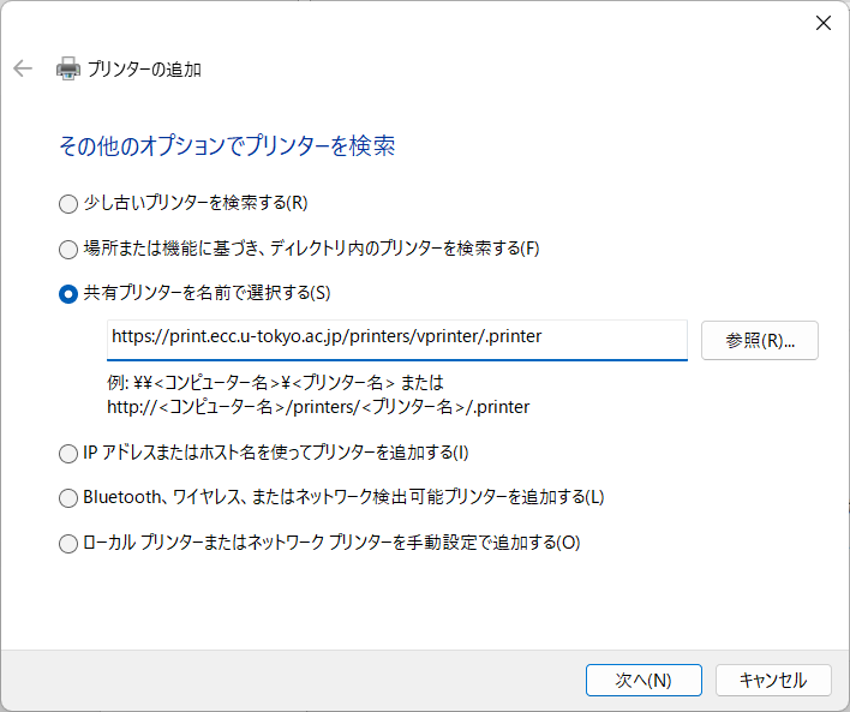 プリンターの追加
その他のオプションでプリンターを検索
少し古いプリンターを検索する(R)
場所または機能に基づき、ディレクトリ内のプリンターを検索する(F)
共有プリンターを名前で選択する(S)
https://print.ecc.u-tokyo.ac.jp/printers/vprinter/.printer
参照(R)...
例: ¥¥<コンピューター名>¥<プリンター名> または
http://<コンピューター名>/printers/<プリンター名>/.printer
IP アドレスまたはホスト名を使ってプリンターを追加する(I)
Bluetooth、ワイヤレス、またはネットワーク検出可能プリンターを追加する(L)
ローカル プリンターまたはネットワーク プリンターを手動設定で追加する(O)
次へ(N)
キャンセル